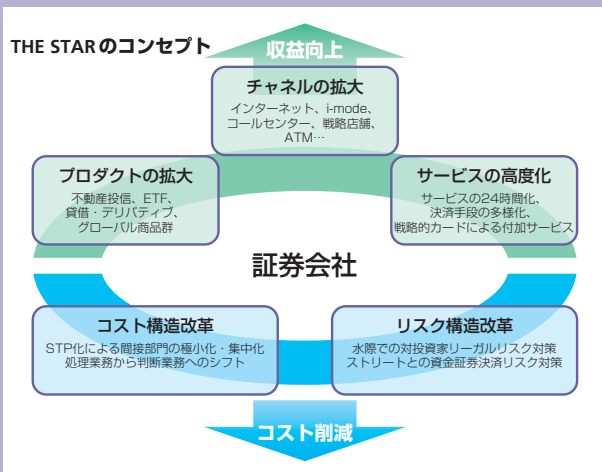 THE STARのコンセプト
収益向上
チャネルの拡大
インターネット、i-mode、
コールセンター、戦略店舗、
ATM…
プロダクトの拡大
不動産投信、ETF、
貸借・デリバティブ、
グローバル商品群
サービスの高度化
サービスの24時間化、
決済手段の多様化、
戦略的カードによる付加サービス
証券会社
コスト構造改革
STP化による間接部門の極小化・集中化
処理業務から判断業務へのシフト
リスク構造改革
水際での対投資家リーガルリスク対策
ストリートとの資金証券決済リスク対策
コスト削減